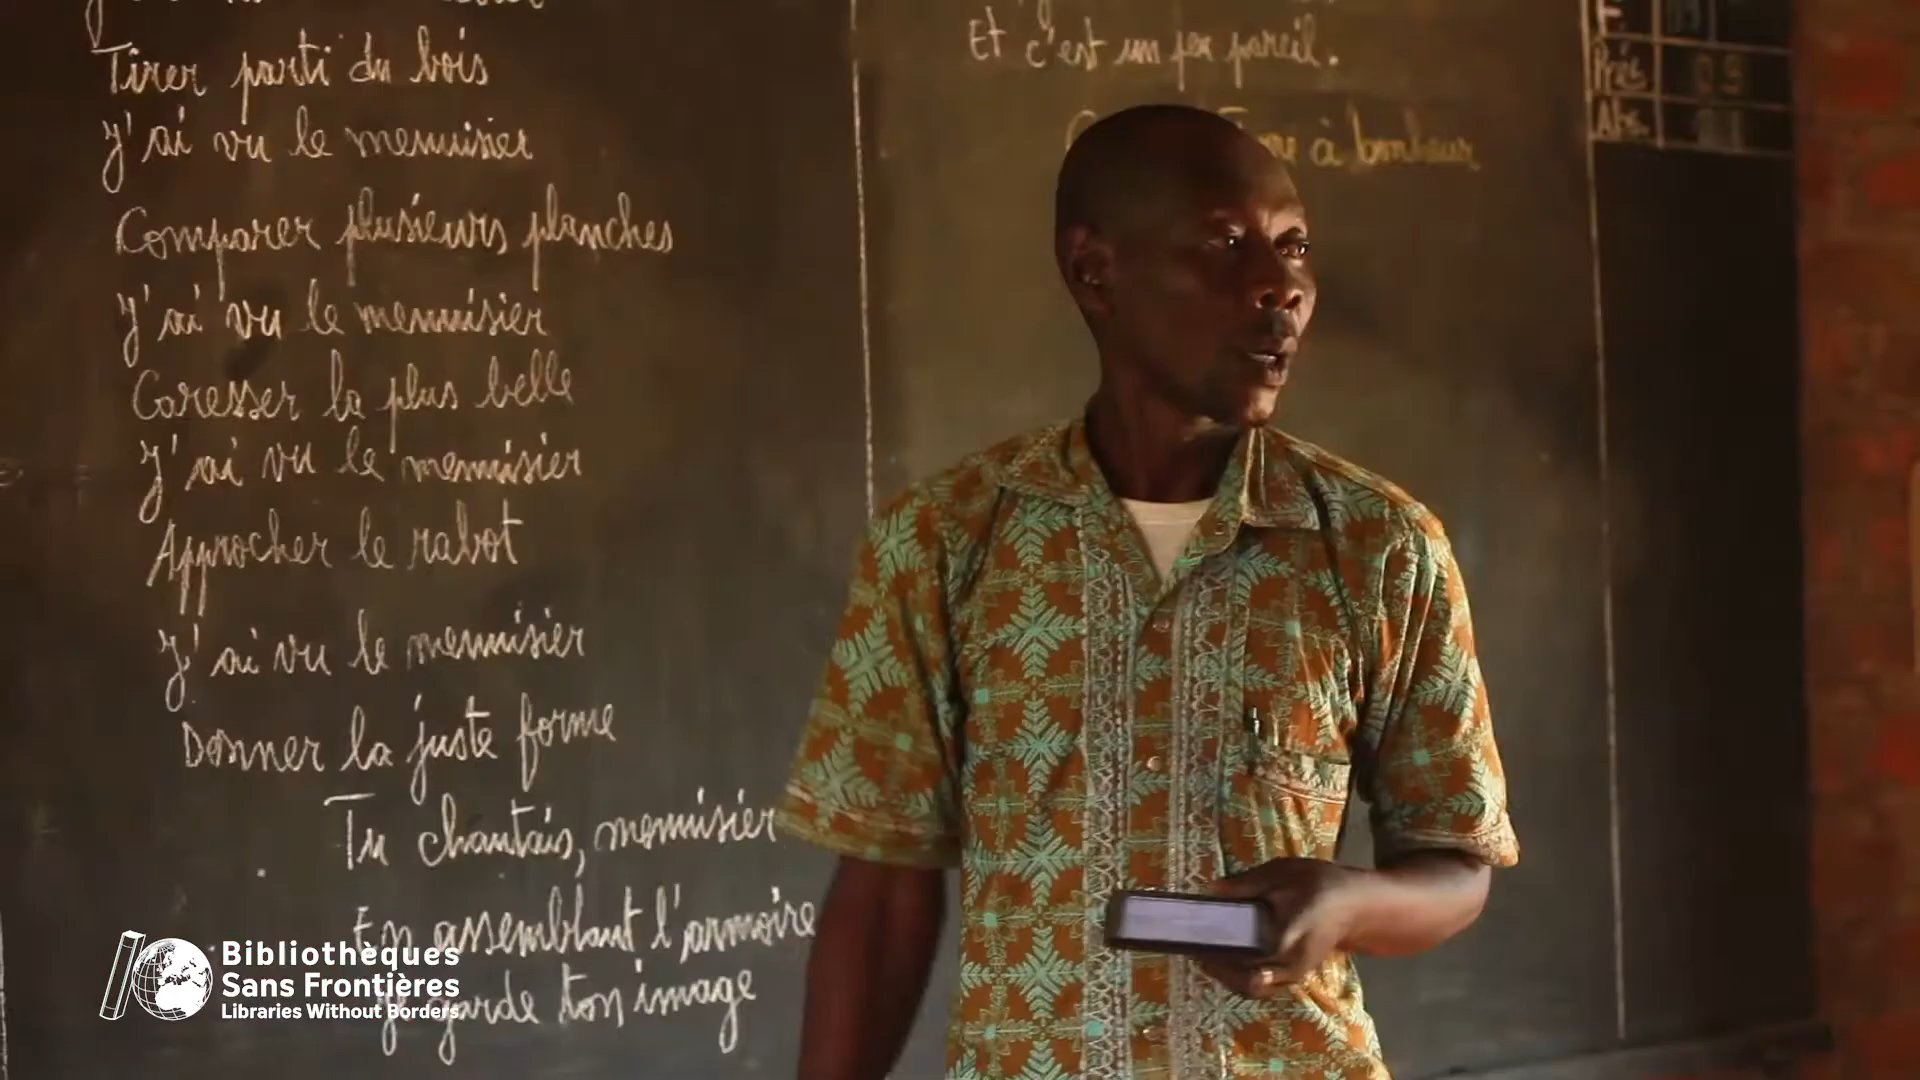 Tirer parti du bois
J'ai vu le menuisier
Comparer plusieurs planches
J'ai vu le menuisier
Caresser la plus belle
J'ai vu le menuisier
Approcher le rabot
J'ai vu le menuisier
Donner la juste forme
Tu chantais, menuisier
En assemblant l'armoire
Je garde ton image
Et c'est un peu pareil.
à bonheur
F.
Prés. 09
Abs.
Bibliothèques
Sans Frontières
Libraries Without Borders